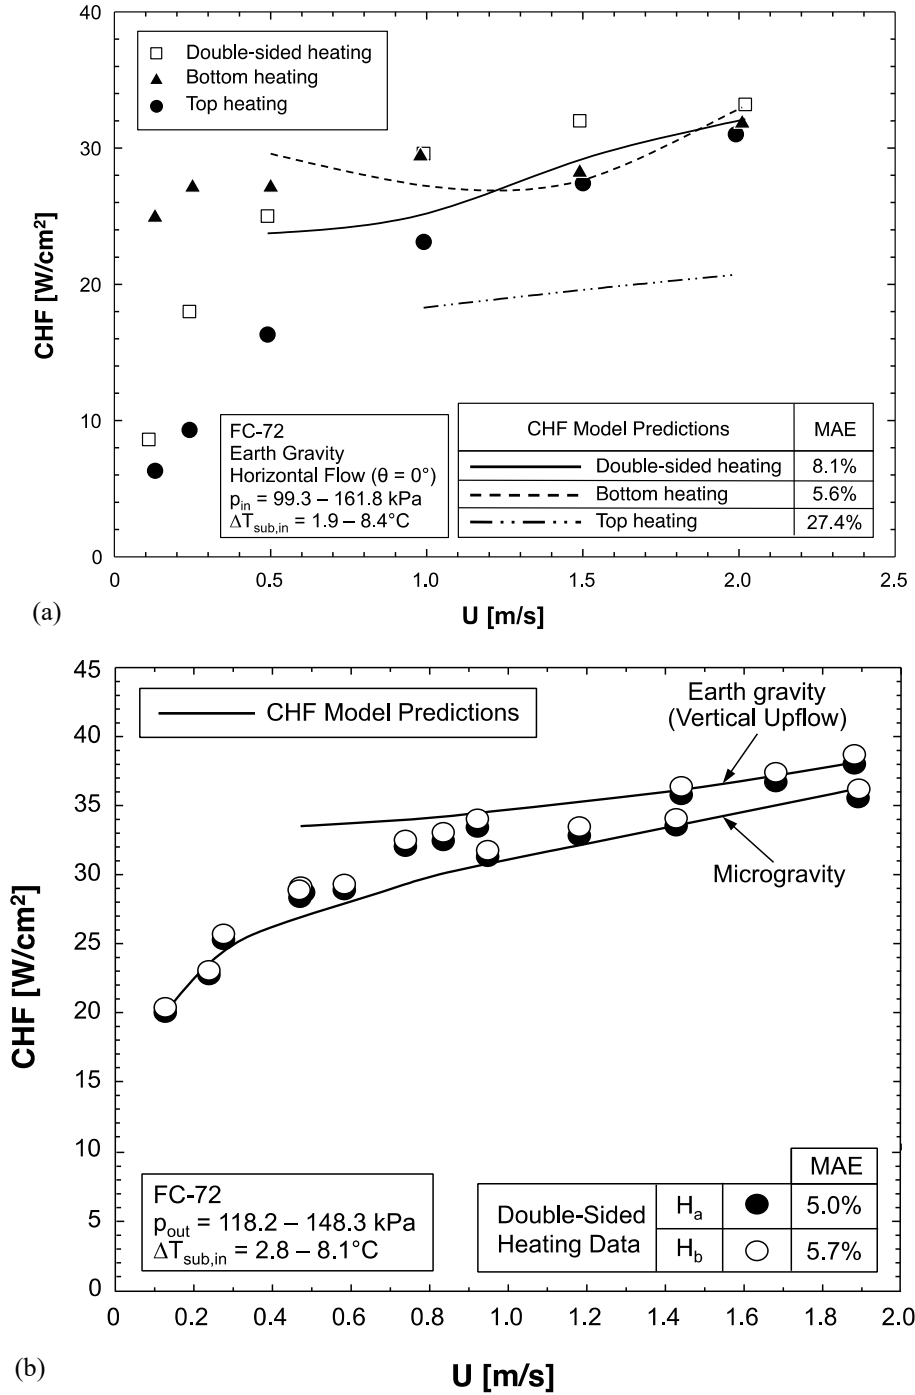 40
30
20
10
0
CHF [W/cm²]
Double-sided heating
Bottom heating
Top heating
FC-72
Earth Gravity
Horizontal Flow (θ = 0°)
p_in = 99.3 – 161.8 kPa
ΔT_sub,in = 1.9 – 8.4°C
CHF Model Predictions MAE
Double-sided heating 8.1%
Bottom heating 5.6%
Top heating 27.4%
0 0.5 1.0 1.5 2.0 2.5
(a)
U [m/s]
45
40
35
30
25
20
15
10
5
0
CHF [W/cm²]
CHF Model Predictions
Earth gravity
(Vertical Upflow)
Microgravity
FC-72
p_out = 118.2 – 148.3 kPa
ΔT_sub,in = 2.8 – 8.1°C
MAE
Double-Sided
Heating Data
H_a 5.0%
H_b 5.7%
0 0.2 0.4 0.6 0.8 1.0 1.2 1.4 1.6 1.8 2.0
(b)
U [m/s]